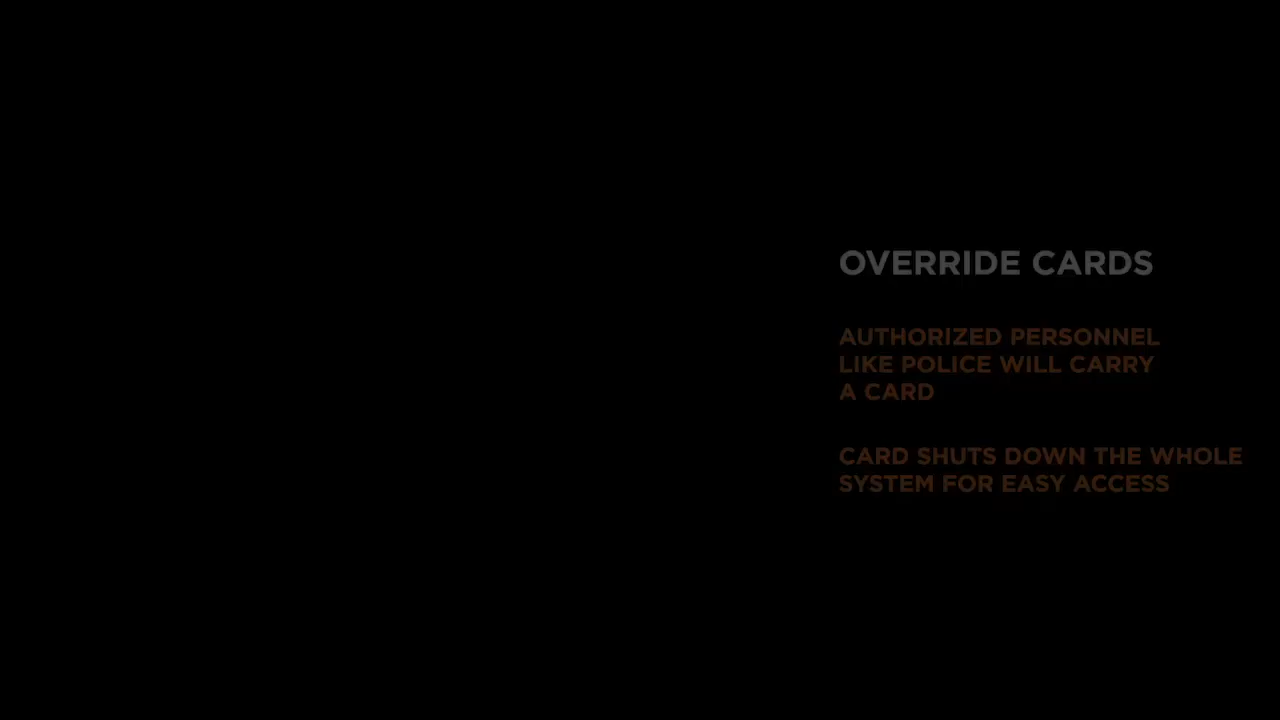 OVERRIDE CARDS
AUTHORIZED PERSONNEL
LIKE POLICE WILL CARRY
A CARD
CARD SHUTS DOWN THE WHOLE
SYSTEM FOR EASY ACCESS